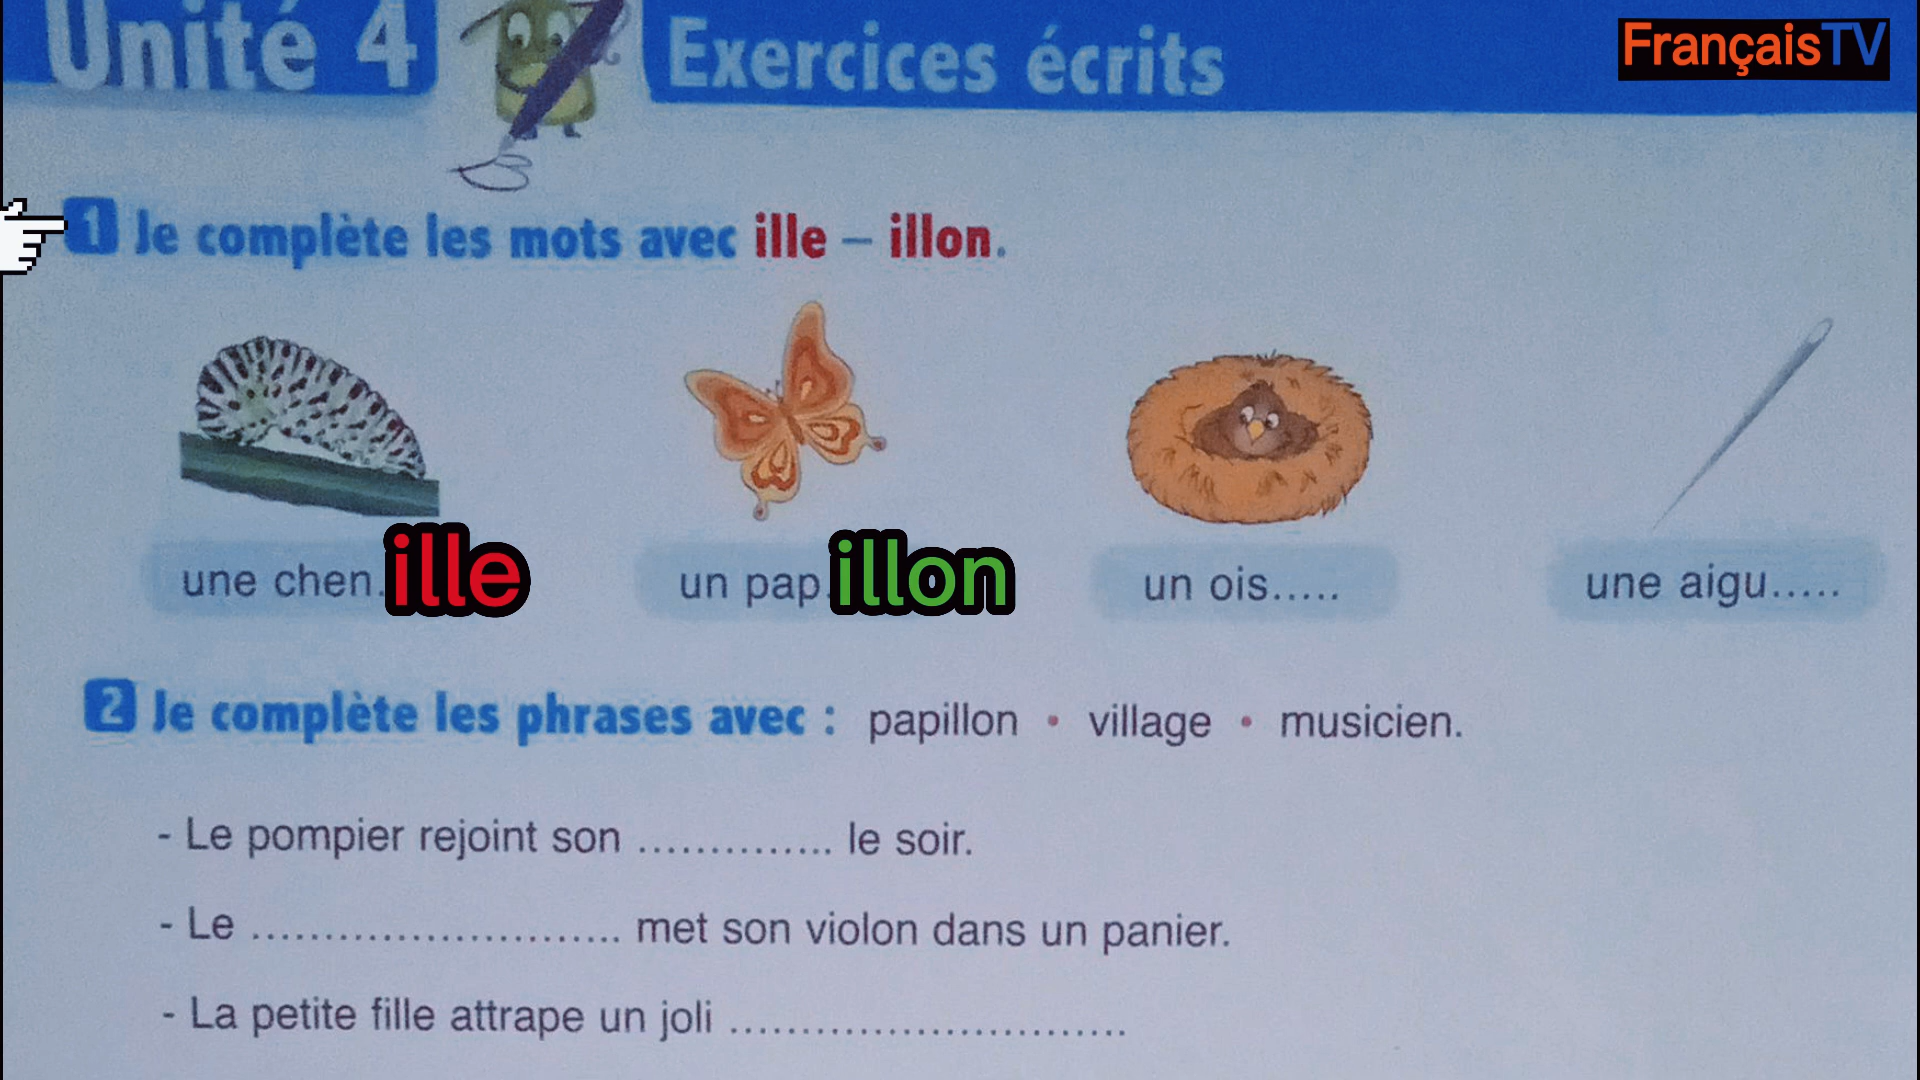 Unité 4 Exercices écrits FrançaisTV
1 Je complète les mots avec ille – illon.
une chen.ille un pap.illon un ois..... une aigu.....
2 Je complète les phrases avec : papillon • village • musicien.
- Le pompier rejoint son .............. le soir.
- Le .......................... met son violon dans un panier.
- La petite fille attrape un joli ............................